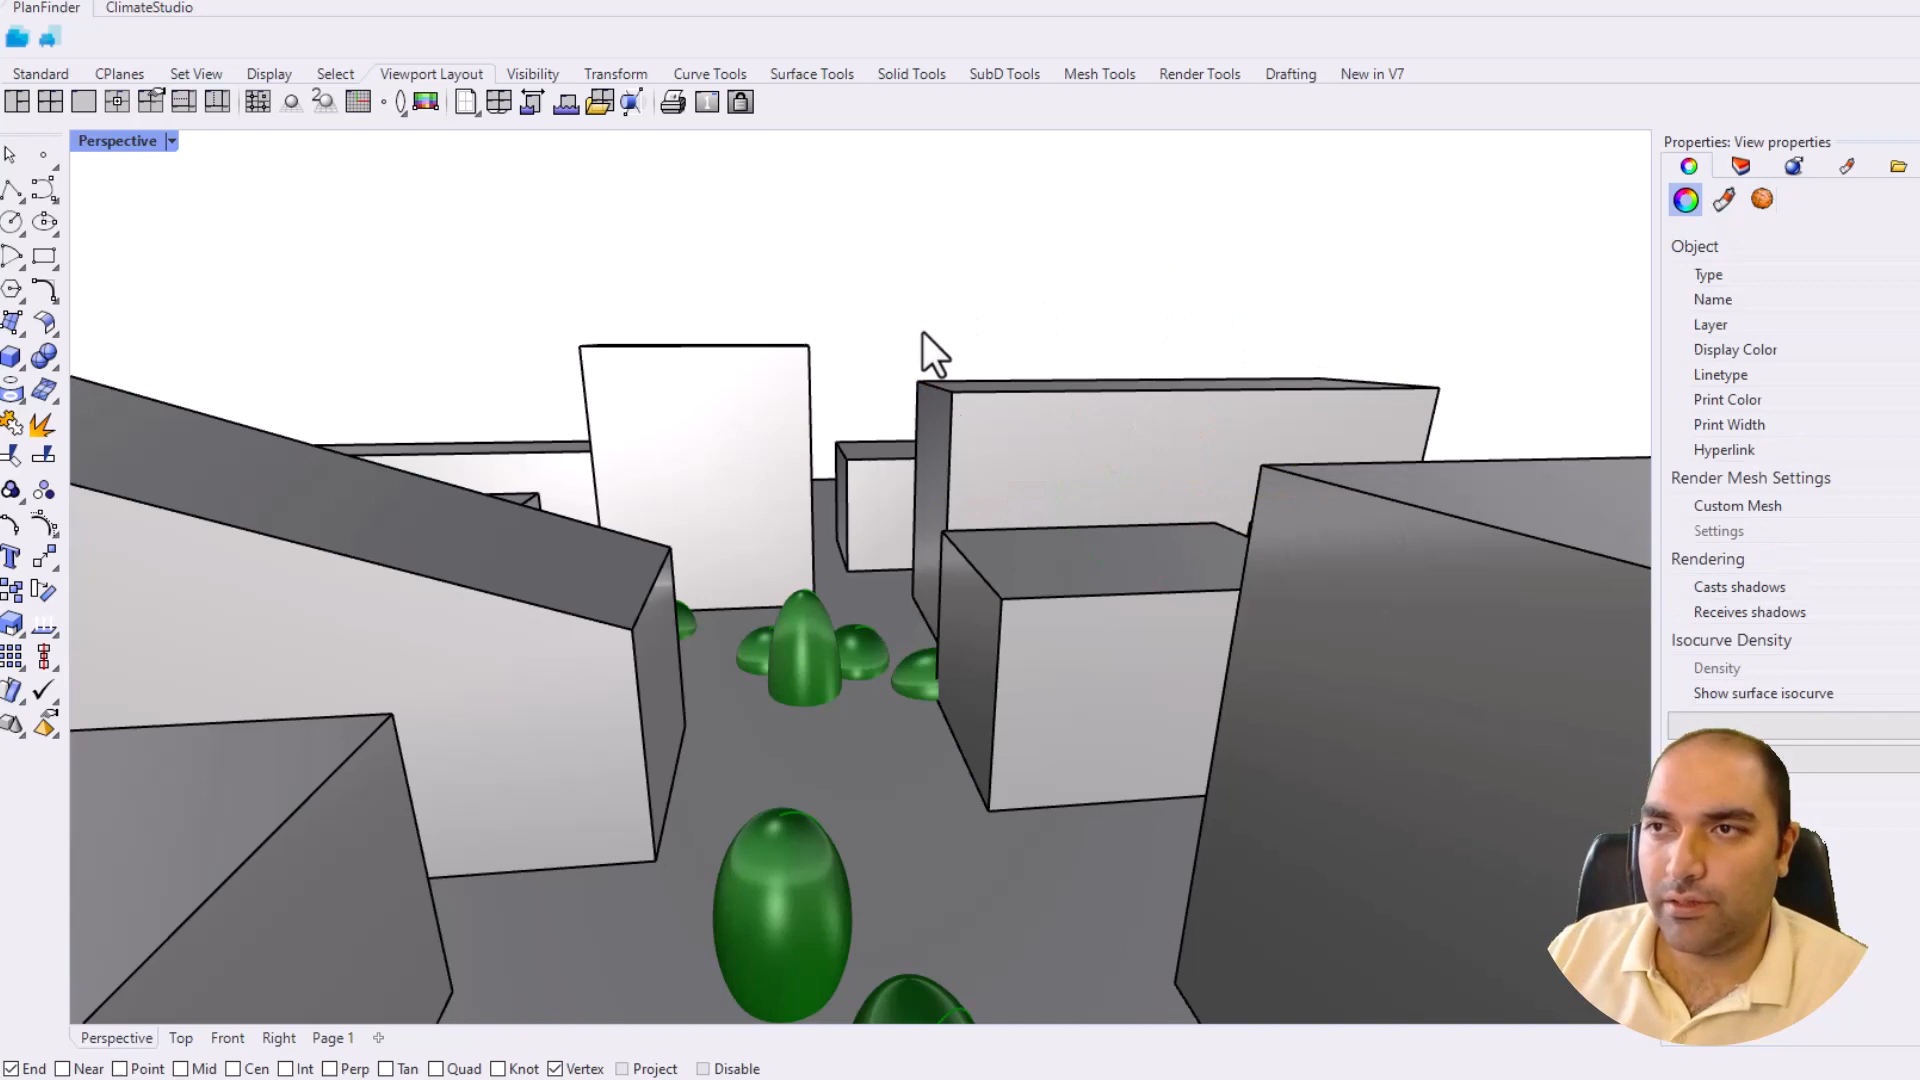 PlanFinder ClimateStudio
Standard CPlanes Set View Display Select Viewport Layout Visibility Transform Curve Tools Surface Tools Solid Tools SubD Tools Mesh Tools Render Tools Drafting New in V7
Perspective
Properties: View properties
Object
Type
Name
Layer
Display Color
Linetype
Print Color
Print Width
Hyperlink
Render Mesh Settings
Custom Mesh
Settings
Rendering
Casts shadows
Receives shadows
Isocurve Density
Density
Show surface isocurve
Perspective Top Front Right Page 1
End Near Point Mid Cen Int Perp Tan Quad Knot Vertex Project Disable